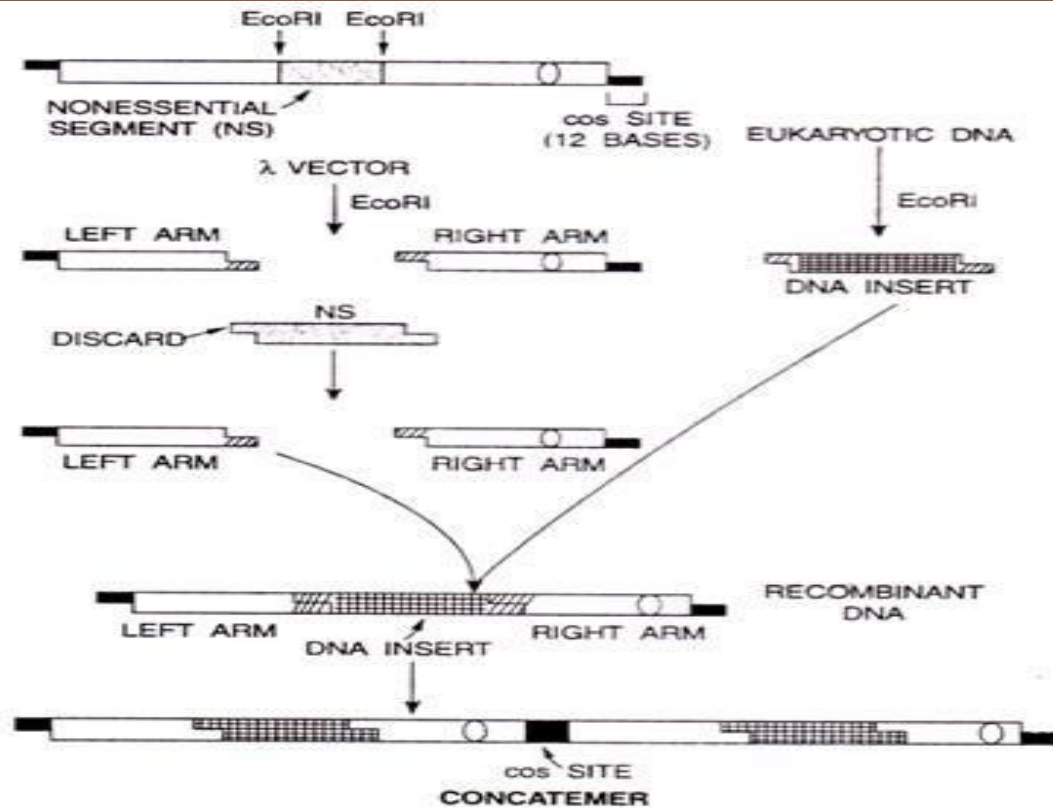 EcoRI EcoRI
NONESSENTIAL
SEGMENT (NS)
cos SITE
(12 BASES)
EUKARYOTIC DNA
λ VECTOR
EcoRI
EcoRI
LEFT ARM
RIGHT ARM
DNA INSERT
NS
DISCARD
LEFT ARM
RIGHT ARM
RECOMBINANT
DNA
LEFT ARM
RIGHT ARM
DNA INSERT
cos SITE
CONCATEMER